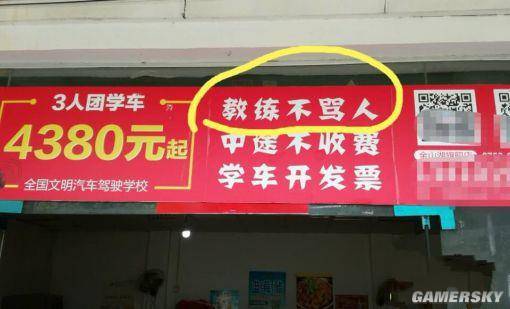 3人团学车
4380元起
全国文明汽车驾驶学校
教练不骂人
中途不收费
学车开发票
GAMERSKY